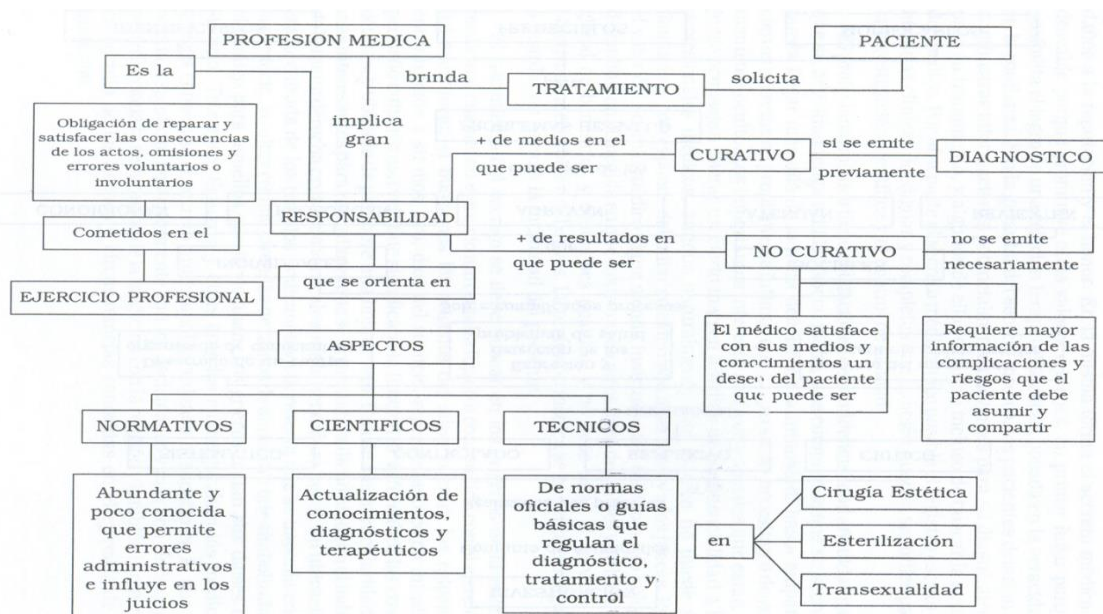 PROFESION MEDICA
PACIENTE
Es la
brinda
TRATAMIENTO
solicita
Obligación de reparar y
satisfacer las consecuencias
de los actos, omisiones y
errores voluntarios o
involuntarios
implica
gran
+ de medios en el
que puede ser
CURATIVO
si se emite
previamente
DIAGNOSTICO
RESPONSABILIDAD
Cometidos en el
+ de resultados en
que puede ser
NO CURATIVO
no se emite
necesariamente
EJERCICIO PROFESIONAL
que se orienta en
ASPECTOS
El médico satisface
con sus medios y
conocimientos un
deseo del paciente
que puede ser
Requiere mayor
información de las
complicaciones y
riesgos que el
paciente debe
asumir y
compartir
NORMATIVOS
CIENTIFICOS
TECNICOS
Abundante y
poco conocida
que permite
errores
administrativos
e influye en los
juicios
Actualización de
conocimientos,
diagnósticos y
terapéuticos
De normas
oficiales o guías
básicas que
regulan el
diagnóstico,
tratamiento y
control
en
Cirugía Estética
Esterilización
Transexualidad